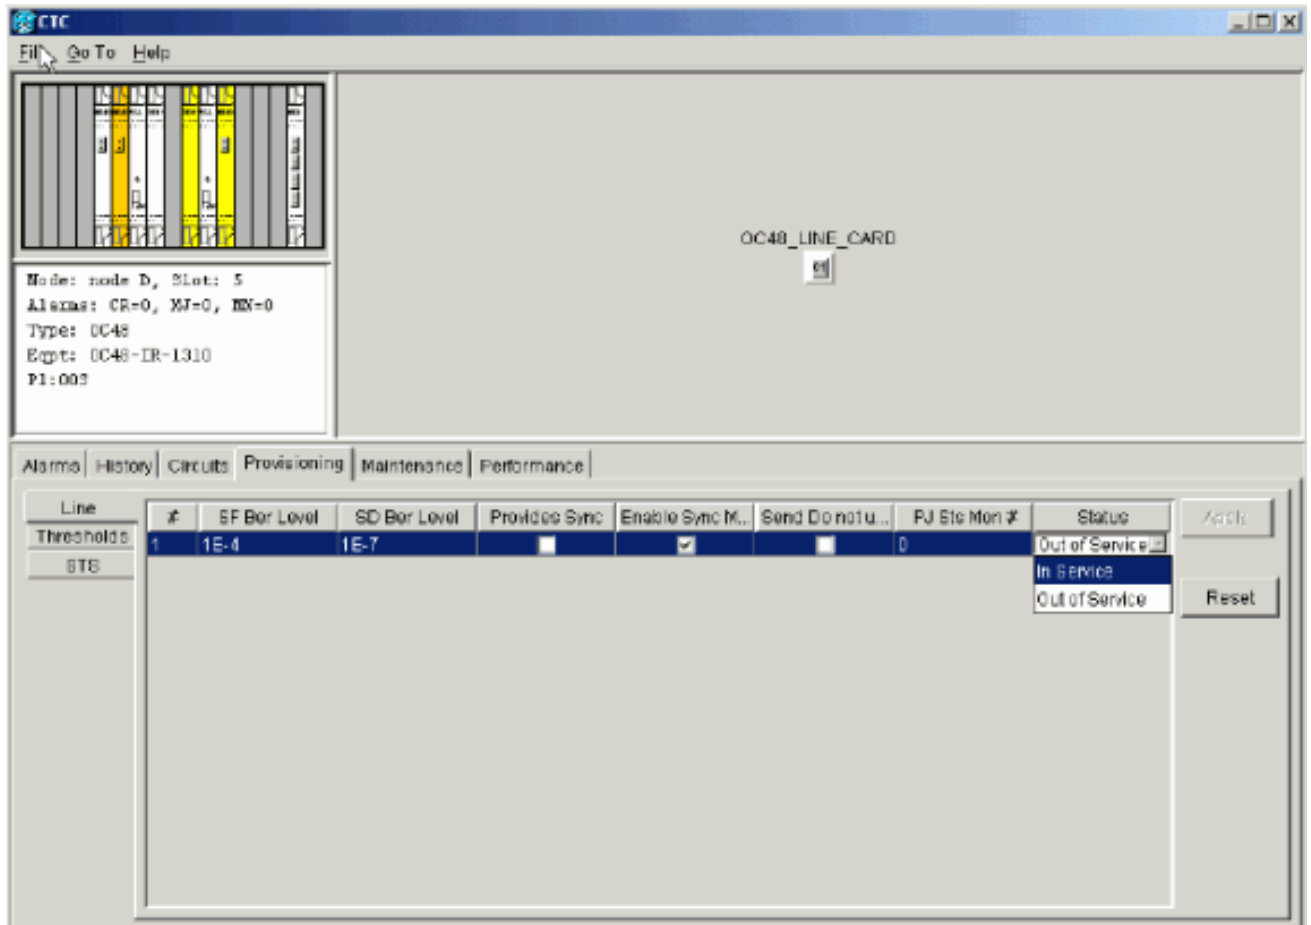 CTC
File Go To Help
OC48_LINE_CARD
Node: node D, Slot: 5
Alarms: CR=0, MJ=0, MN=0
Type: OC48
Eqpt: OC48-IR-1310
Alarms History Circuits Provisioning Maintenance Performance
Line
Thresholds
STS
# SF Ber Level SD Ber Level Provides Sync Enable Sync M... Send Do not u... PJ Sts Mon # Status
1 1E-4 1E-7 0 Out of Service
In Service
Out of Service
Apply
Reset